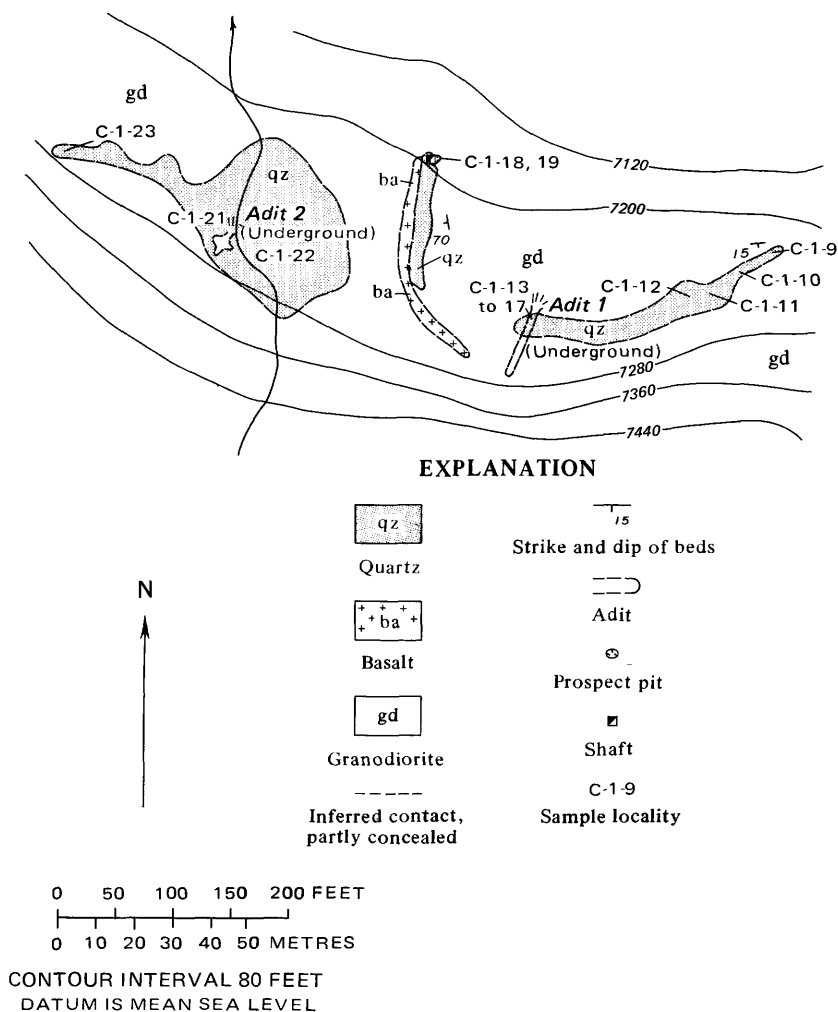 gd
C-1-23
qz
C-1-21
Adit 2
(Underground)
C-1-22
ba
C-1-18, 19
70
qz
ba
7120
7200
gd
15
C-1-9
C-1-10
C-1-11
C-1-12
C-1-13
to 17
Adit 1
qz
(Underground)
gd
7280
7360
7440
EXPLANATION
qz
Quartz
ba
Basalt
gd
Granodiorite
Inferred contact,
partly concealed
15
Strike and dip of beds
Adit
Prospect pit
Shaft
C-1-9
Sample locality
N
0 50 100 150 200 FEET
0 10 20 30 40 50 METRES
CONTOUR INTERVAL 80 FEET
DATUM IS MEAN SEA LEVEL